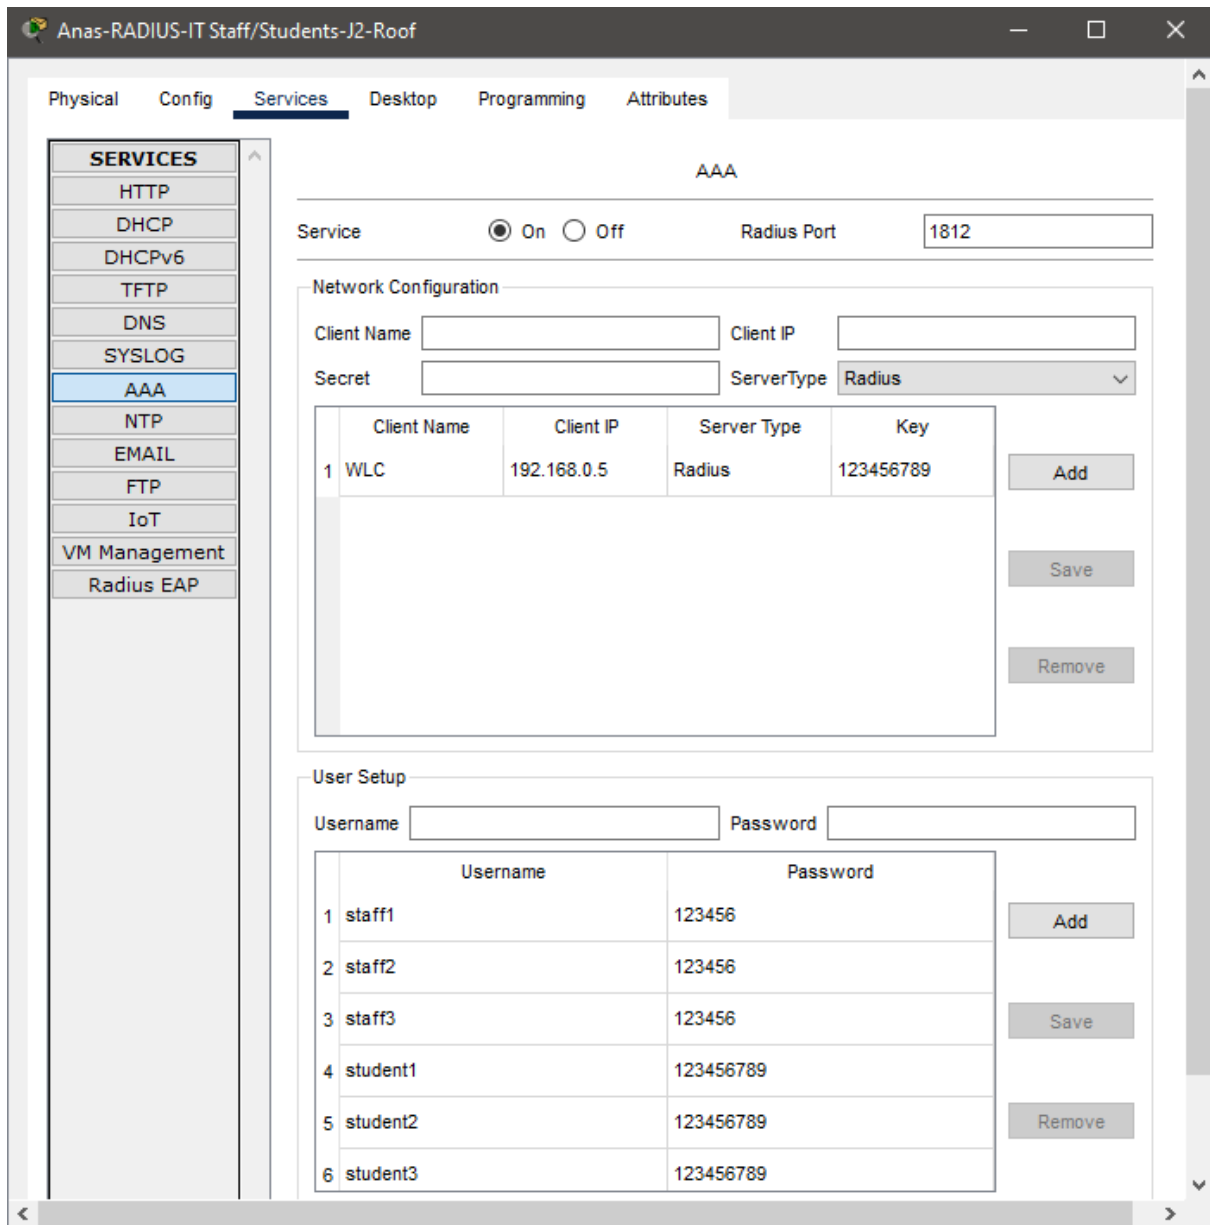 Anas-RADIUS-IT Staff/Students-J2-Roof
Physical Config Services Desktop Programming Attributes
SERVICES
HTTP
DHCP
DHCPv6
TFTP
DNS
SYSLOG
AAA
NTP
EMAIL
FTP
IoT
VM Management
Radius EAP
AAA
Service On Off Radius Port 1812
Network Configuration
Client Name Client IP
Secret ServerType Radius
Client Name Client IP Server Type Key
1 WLC 192.168.0.5 Radius 123456789
Add
Save
Remove
User Setup
Username Password
Username Password
1 staff1 123456
2 staff2 123456
3 staff3 123456
4 student1 123456789
5 student2 123456789
6 student3 123456789
Add
Save
Remove